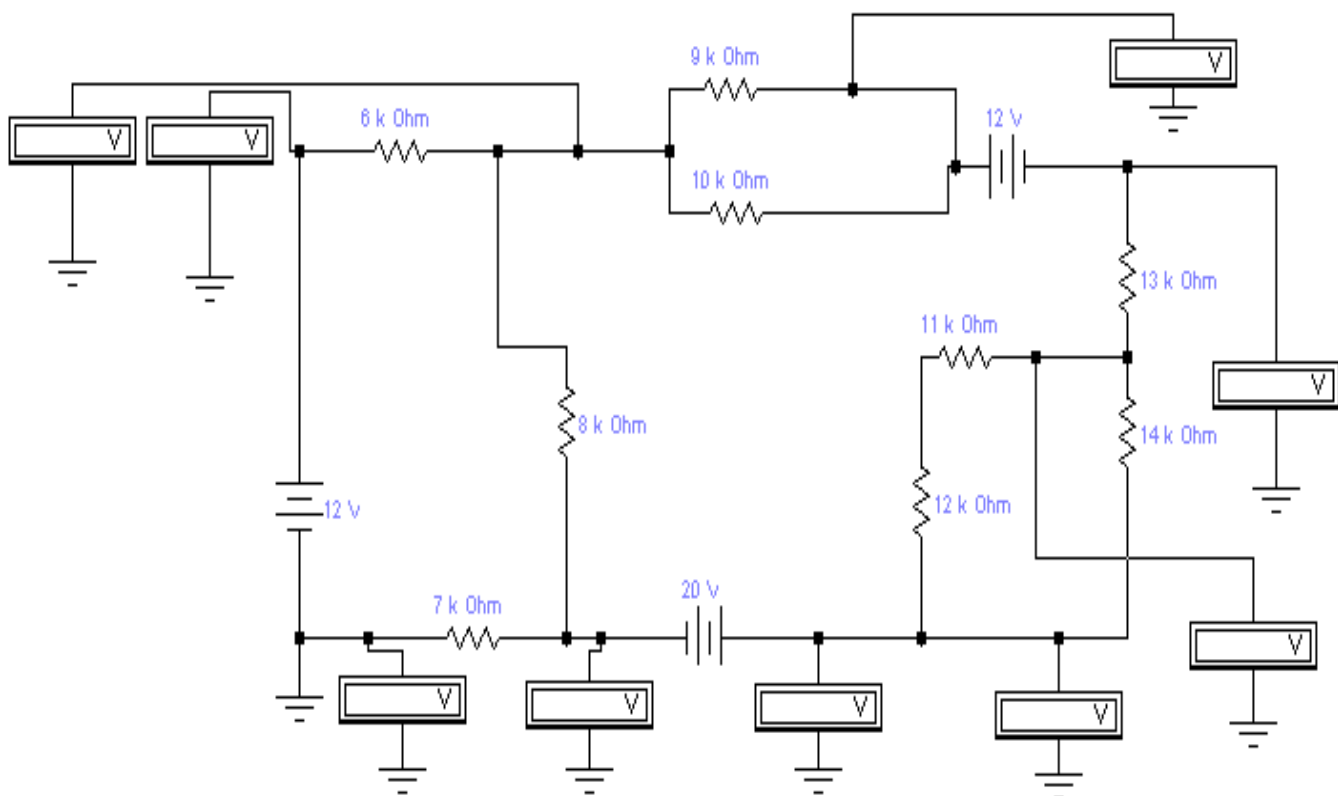 V
9 k Ohm
V
V
6 k Ohm
12 V
10 k Ohm
13 k Ohm
11 k Ohm
V
8 k Ohm
14 k Ohm
12 k Ohm
12 V
20 V
7 k Ohm
V
V
V
V
V